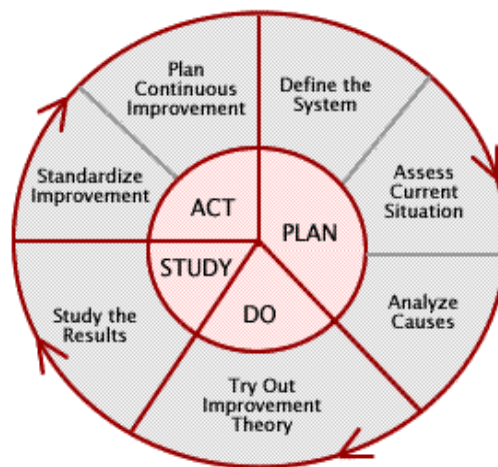 Plan
Continuous
Improvement
Define the
System
Assess
Current
Situation
Analyze
Causes
Try Out
Improvement
Theory
Study the
Results
Standardize
Improvement
ACT
PLAN
STUDY
DO